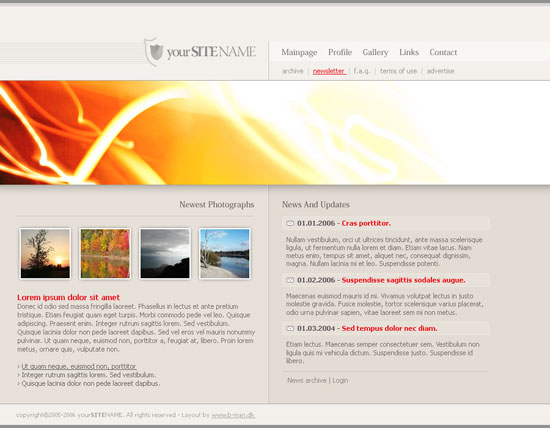 yourSITENAME
Mainpage Profile Gallery Links Contact
archive | newsletter | f.a.q. | terms of use | advertise
Newest Photographs
Lorem ipsum dolor sit amet
Donec id odio sed massa fringilla laoreet. Phasellus in lectus et ante pretium
tristique. Etiam feugiat quam eget turpis. Morbi commodo pede vel leo. Quisque
adipiscing. Praesent enim. Integer rutrum sagittis lorem. Sed vestibulum.
Quisque lacinia dolor non pede laoreet dapibus. Sed vel eros vel mauris nonummy
pulvinar. Ut quam neque, euismod non, porttitor a, feugiat at, libero. Proin lorem
metus, ornare quis, vulputate non.
› Ut quam neque, euismod non, porttitor
› Integer rutrum sagittis lorem. Sed vestibulum.
› Quisque lacinia dolor non pede laoreet dapibus.
News And Updates
01.01.2006 - Cras porttitor.
Nullam vestibulum, orci ut ultrices tincidunt, ante massa scelerisque
ligula, ut fermentum nulla lorem et diam. Etiam vitae lacus. Nam
metus enim, tempus sit amet, aliquet nec, consequat dignissim,
magna. Nullam lacinia mi et leo. Suspendisse potenti.
01.02.2006 - Suspendisse sagittis sodales augue.
Maecenas euismod mauris id mi. Vivamus volutpat lectus in justo
molestie gravida. Fusce molestie, tortor scelerisque varius placerat,
odio urna pulvinar sapien, vitae laoreet lorem nulla a metus.
01.03.2004 - Sed tempus dolor nec diam.
Etiam lectus. Maecenas semper consectetuer sem. Vestibulum non
ligula quis mi vehicula dictum. Suspendisse justo. Suspendisse id
libero.
News archive | Login
copyright©2005-2006 yourSITENAME. All rights reserved - Layout by www.b-man.dk